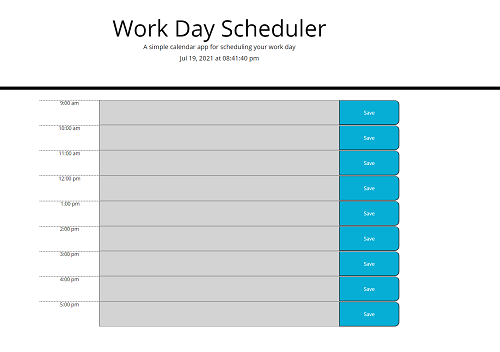 Work Day Scheduler
A simple calendar app for scheduling your work day
Jul 19, 2021 at 08:41:40 pm
9:00 am Save
10:00 am Save
11:00 am Save
12:00 pm Save
1:00 pm Save
2:00 pm Save
3:00 pm Save
4:00 pm Save
5:00 pm Save